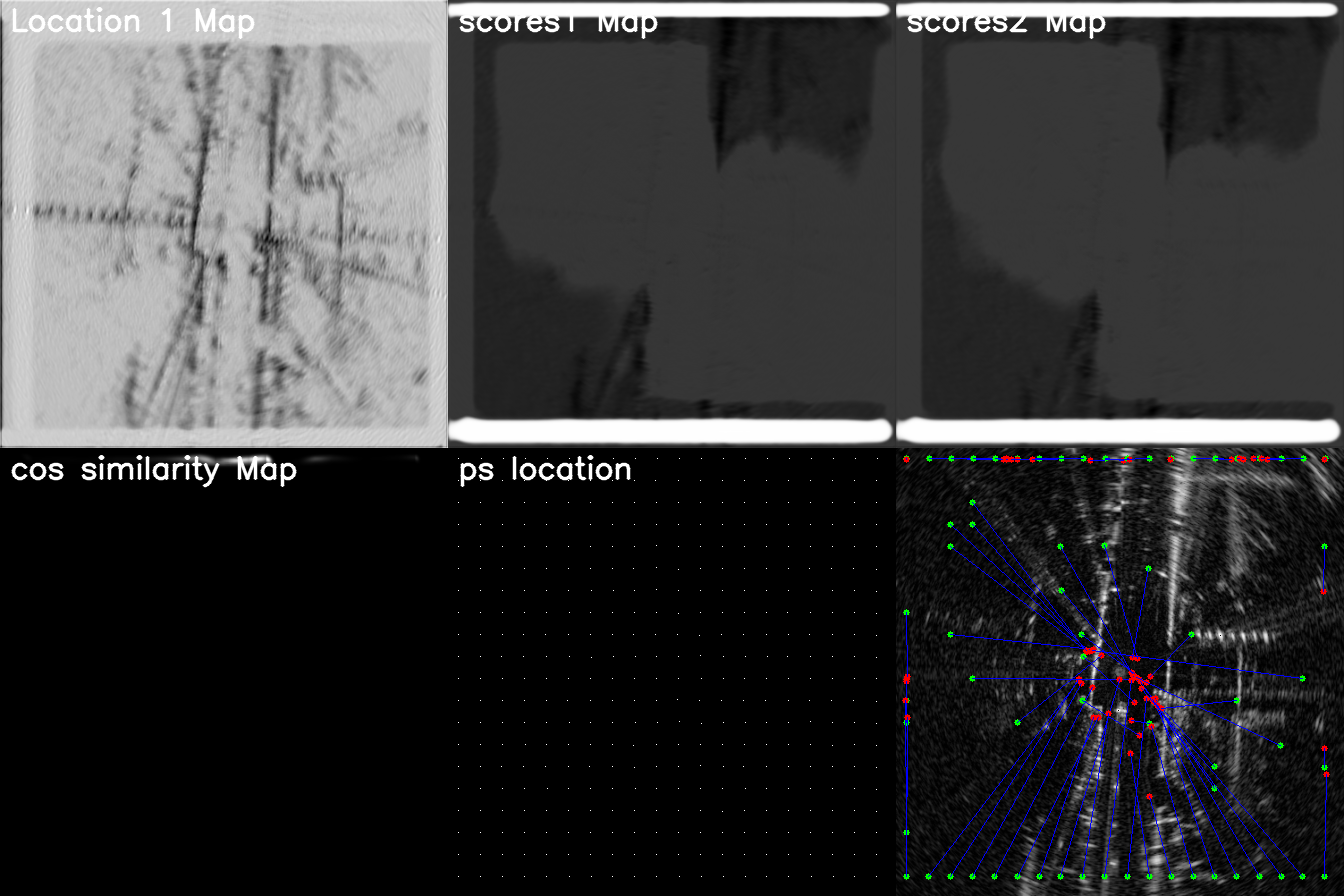 Location 1 Map
scores1 Map
scores2 Map
cos similarity Map
ps location